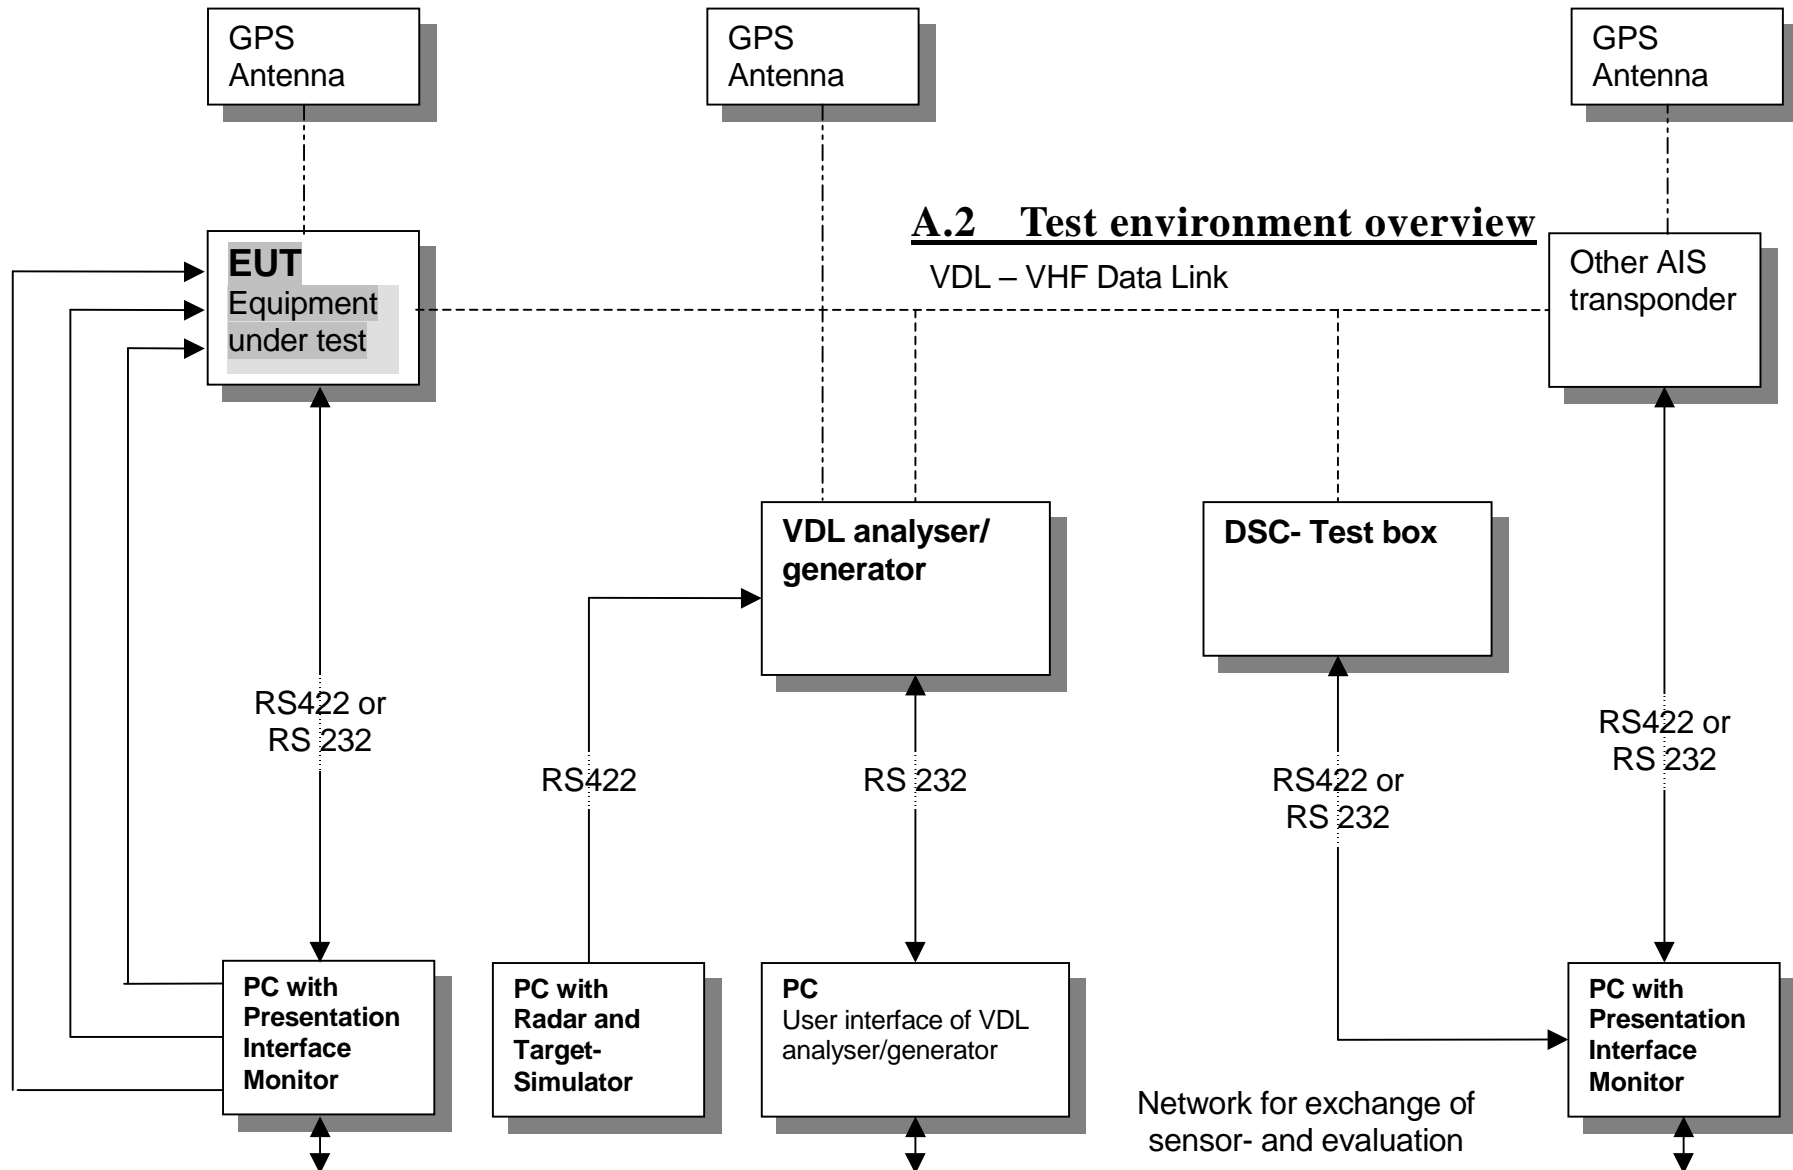 GPS
Antenna
GPS
Antenna
GPS
Antenna
A.2 Test environment overview
VDL – VHF Data Link
EUT
Equipment
under test
Other AIS
transponder
VDL analyser/
generator
DSC- Test box
RS422 or
RS 232
RS422
RS 232
RS422 or
RS 232
RS422 or
RS 232
PC with
Presentation
Interface
Monitor
PC with
Radar and
Target-
Simulator
PC
User interface of VDL
analyser/generator
PC with
Presentation
Interface
Monitor
Network for exchange of
sensor- and evaluation